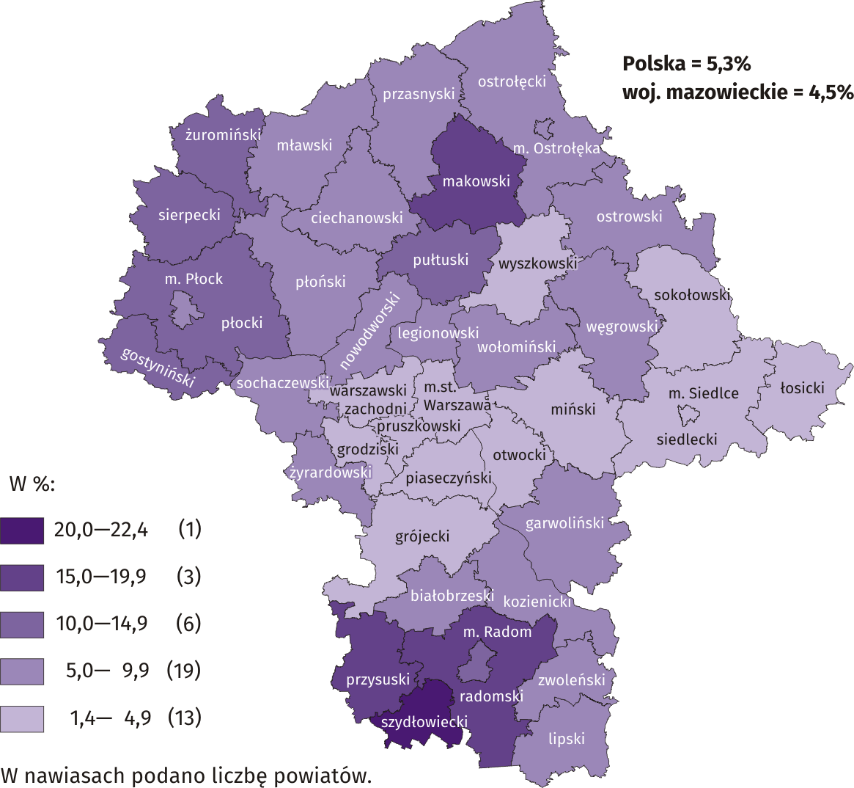 Polska = 5,3%
woj. mazowieckie = 4,5%
ostrołęcki
przasnyski
żuromiński
mławski
m. Ostrołęka
makowski
sierpecki
ciechanowski
ostrowski
pułtuski
wyszkowski
m. Płock
płoński
sokołowski
płocki
nowodworski
legionowski
węgrowski
wołomiński
gostyniński
sochaczewski
warszawski
zachodni
m.st.
Warszawa
m. Siedlce
łosicki
miński
pruszkowski
siedlecki
grodziski
otwocki
żyrardowski
piaseczyński
garwoliński
grójecki
białobrzeski
kozienicki
m. Radom
przysuski
zwoleński
radomski
szydłowiecki
lipski
W %:
20,0—22,4 (1)
15,0—19,9 (3)
10,0—14,9 (6)
5,0— 9,9 (19)
1,4— 4,9 (13)
W nawiasach podano liczbę powiatów.